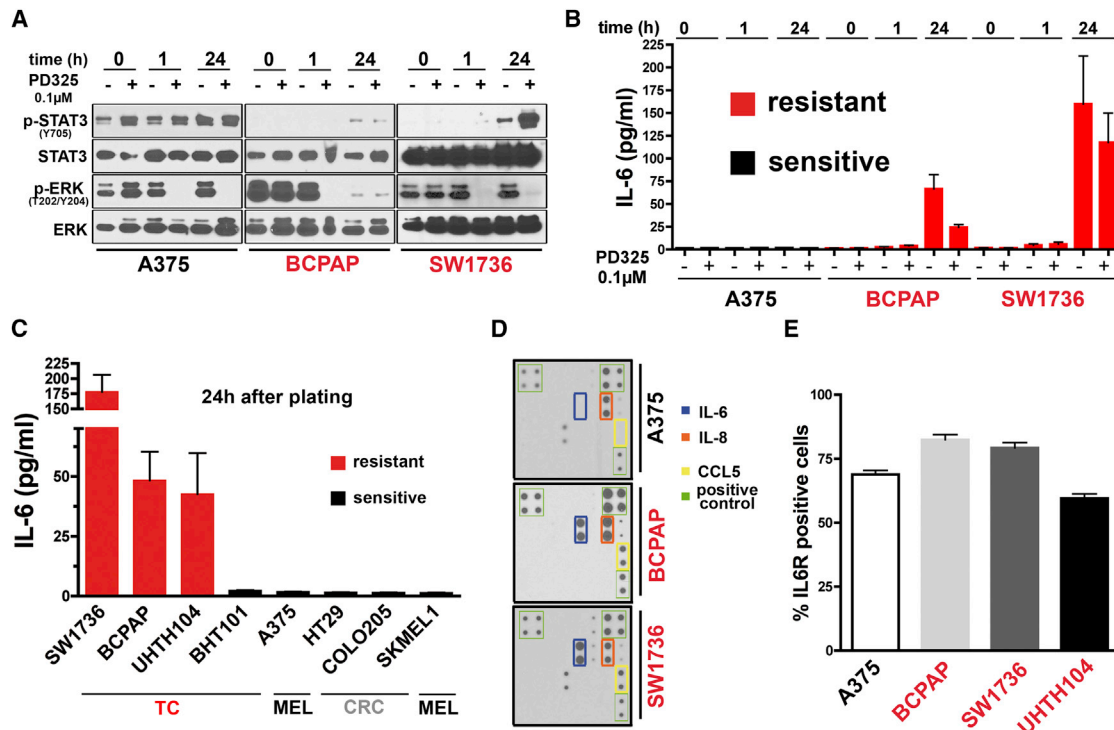 A
time (h) 0 1 24 0 1 24 0 1 24
PD325 - + - + - + - + - + - + - + - + - +
0.1µM
p-STAT3
(Y705)
STAT3
p-ERK
(T202/Y204)
ERK
A375 BCPAP SW1736
B
0 1 24 0 1 24 0 1 24
IL-6 (pg/ml)
225
200
175
150
125
100
75
50
25
0
resistant
sensitive
PD325 - + - + - + - + - + - + - + - + - +
0.1µM
A375 BCPAP SW1736
C
IL-6 (pg/ml)
225
200
175
150
50
25
0
24h after plating
resistant
sensitive
SW1736 BCPAP UHTH104 BHT101 A375 HT29 COLO205 SKMEL1
TC MEL CRC MEL
D
A375
BCPAP
SW1736
IL-6
IL-8
CCL5
positive
control
E
% IL6R positive cells
100
75
50
25
0
A375 BCPAP SW1736 UHTH104